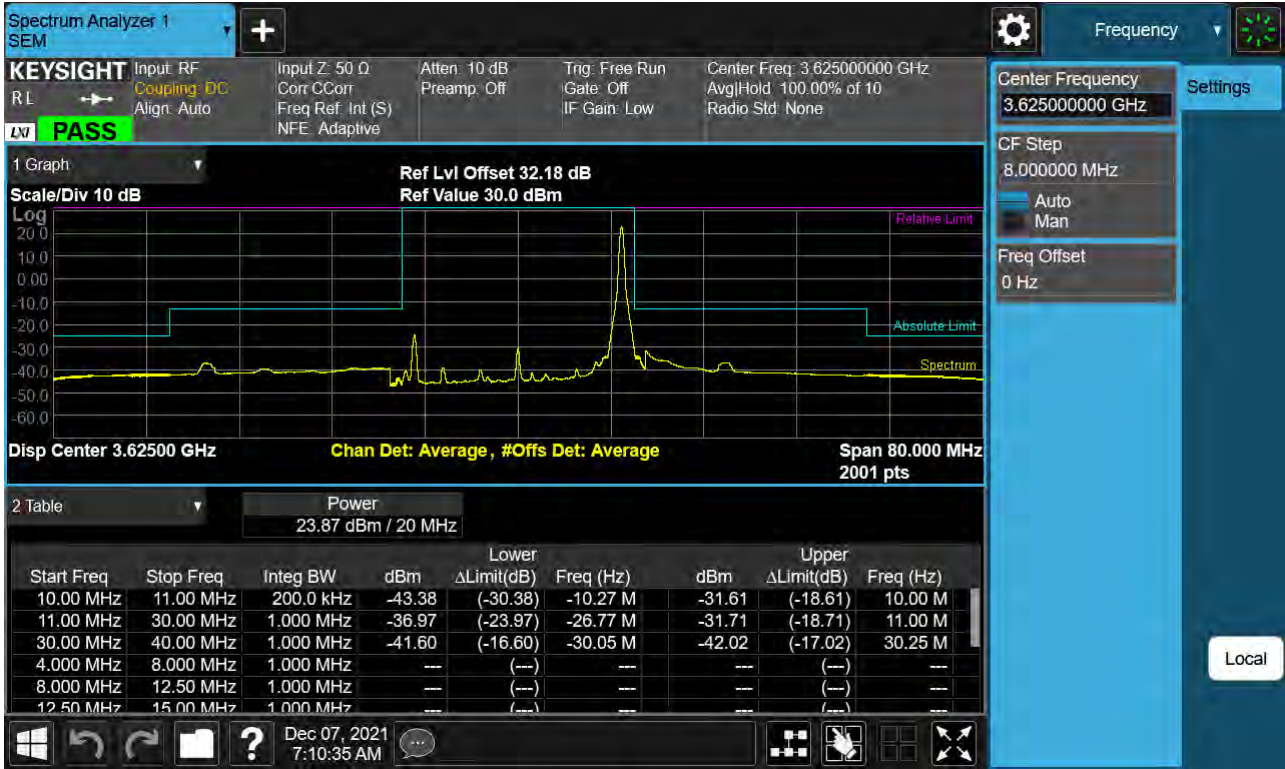 Spectrum Analyzer 1
SEM
Frequency
KEYSIGHT
R L
LXI
PASS
Input: RF
Coupling: DC
Align: Auto
Input Z: 50 Ω
Corr CCorr
Freq Ref: Int (S)
NFE: Adaptive
Atten: 10 dB
Preamp: Off
Trig: Free Run
Gate: Off
IF Gain: Low
Center Freq: 3.625000000 GHz
Avg|Hold: 100.00% of 10
Radio Std: None
Center Frequency
3.625000000 GHz
Settings
CF Step
8.000000 MHz
Auto
Man
Freq Offset
0 Hz
Local
1 Graph
Scale/Div 10 dB
Ref Lvl Offset 32.18 dB
Ref Value 30.0 dBm
Log
20.0
10.0
0.00
-10.0
-20.0
-30.0
-40.0
-50.0
-60.0
Relative Limit
Absolute Limit
Spectrum
Disp Center 3.62500 GHz
Chan Det: Average, #Offs Det: Average
Span 80.000 MHz
2001 pts
2 Table
Power
23.87 dBm / 20 MHz
Lower Upper
Start Freq Stop Freq Integ BW dBm ΔLimit(dB) Freq (Hz) dBm ΔLimit(dB) Freq (Hz)
10.00 MHz 11.00 MHz 200.0 kHz -43.38 (-30.38) -10.27 M -31.61 (-18.61) 10.00 M
11.00 MHz 30.00 MHz 1.000 MHz -36.97 (-23.97) -26.77 M -31.71 (-18.71) 11.00 M
30.00 MHz 40.00 MHz 1.000 MHz -41.60 (-16.60) -30.05 M -42.02 (-17.02) 30.25 M
4.000 MHz 8.000 MHz 1.000 MHz --- (---) --- --- (---) ---
8.000 MHz 12.50 MHz 1.000 MHz --- (---) --- --- (---) ---
12.50 MHz 15.00 MHz 1.000 MHz --- (---) --- --- (---) ---
?
Dec 07, 2021
7:10:35 AM